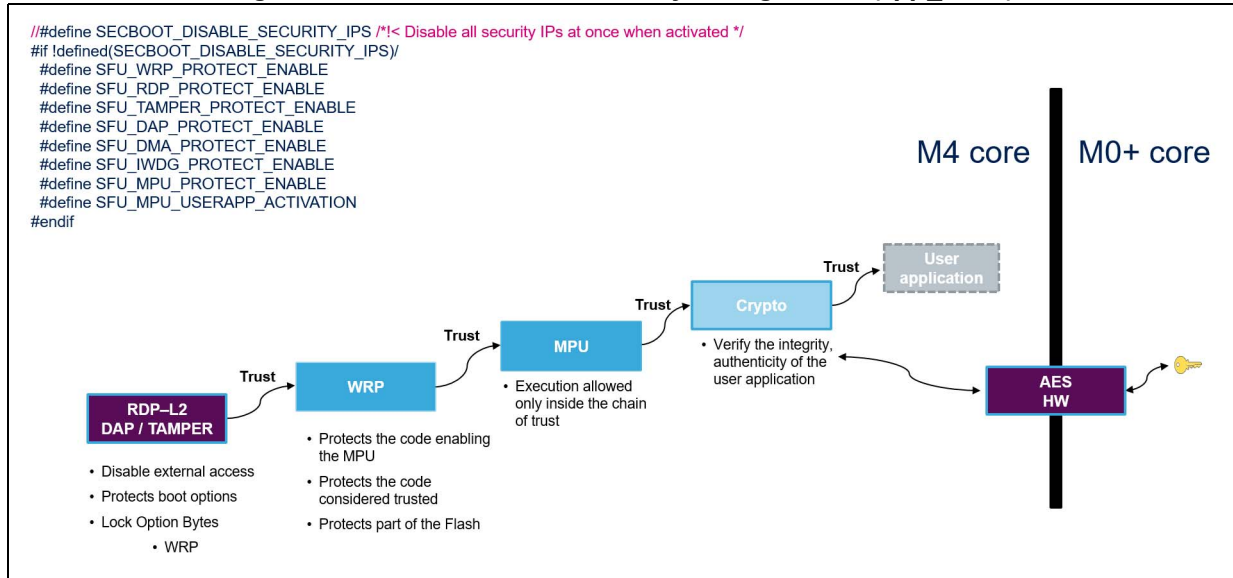 //#define SECBOOT_DISABLE_SECURITY_IPS /*!< Disable all security IPs at once when activated */
#if !defined(SECBOOT_DISABLE_SECURITY_IPS)/
#define SFU_WRP_PROTECT_ENABLE
#define SFU_RDP_PROTECT_ENABLE
#define SFU_TAMPER_PROTECT_ENABLE
#define SFU_DAP_PROTECT_ENABLE
#define SFU_DMA_PROTECT_ENABLE
#define SFU_IWDG_PROTECT_ENABLE
#define SFU_MPU_PROTECT_ENABLE
#define SFU_MPU_USERAPP_ACTIVATION
#endif
M4 core
M0+ core
RDP–L2
DAP / TAMPER
• Disable external access
• Protects boot options
• Lock Option Bytes
• WRP
Trust
WRP
• Protects the code enabling
the MPU
• Protects the code
considered trusted
• Protects part of the Flash
Trust
MPU
• Execution allowed
only inside the chain
of trust
Trust
Crypto
• Verify the integrity,
authenticity of the
user application
Trust
User
application
AES
HW